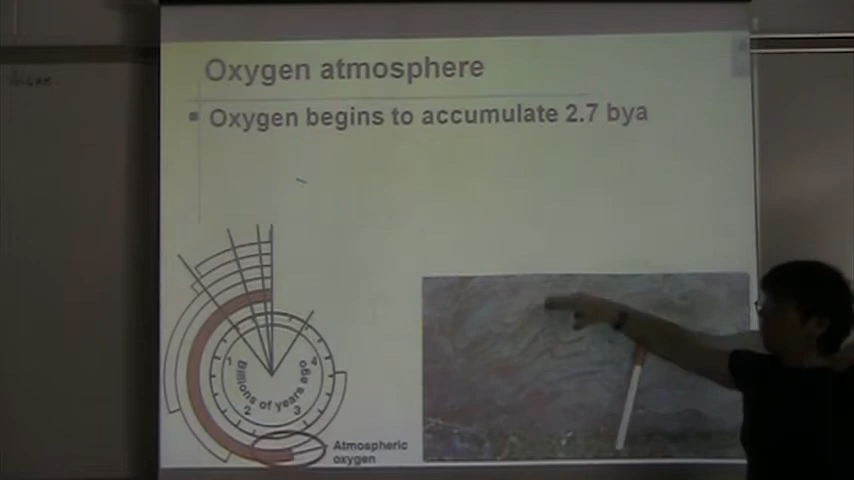 Oxygen atmosphere
Oxygen begins to accumulate 2.7 bya
1
4
Billions of years ago
2
3
Atmospheric
oxygen